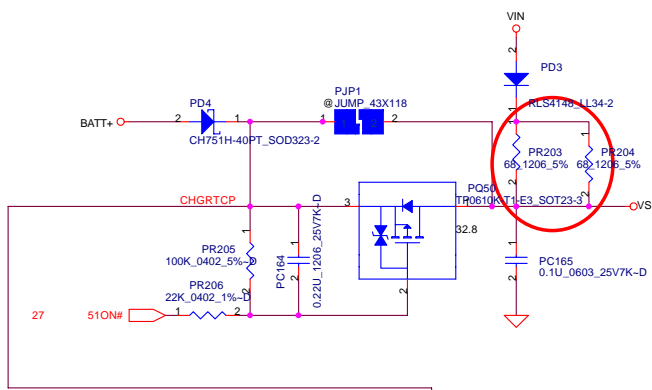 VIN
2
PD3
1
RLS4148_LL34-2
PJP1
@JUMP_43X118
1 2 2
PD4
BATT+ 2 1
CH751H-40PT_SOD323-2
1 1
PR203 PR204
68_1206_5% 68_1206_5%
2 2
PQ50
TP0610K-T1-E3_SOT23-3
CHGRTCP
3 1
VS
32.8
PR205
100K_0402_5%~D
1 2
PC164
0.22U_1206_25V7K~D
1 2
PC165
0.1U_0603_25V7K~D
1 2
PR206
22K_0402_1%~D
2
27 51ON# 1 2